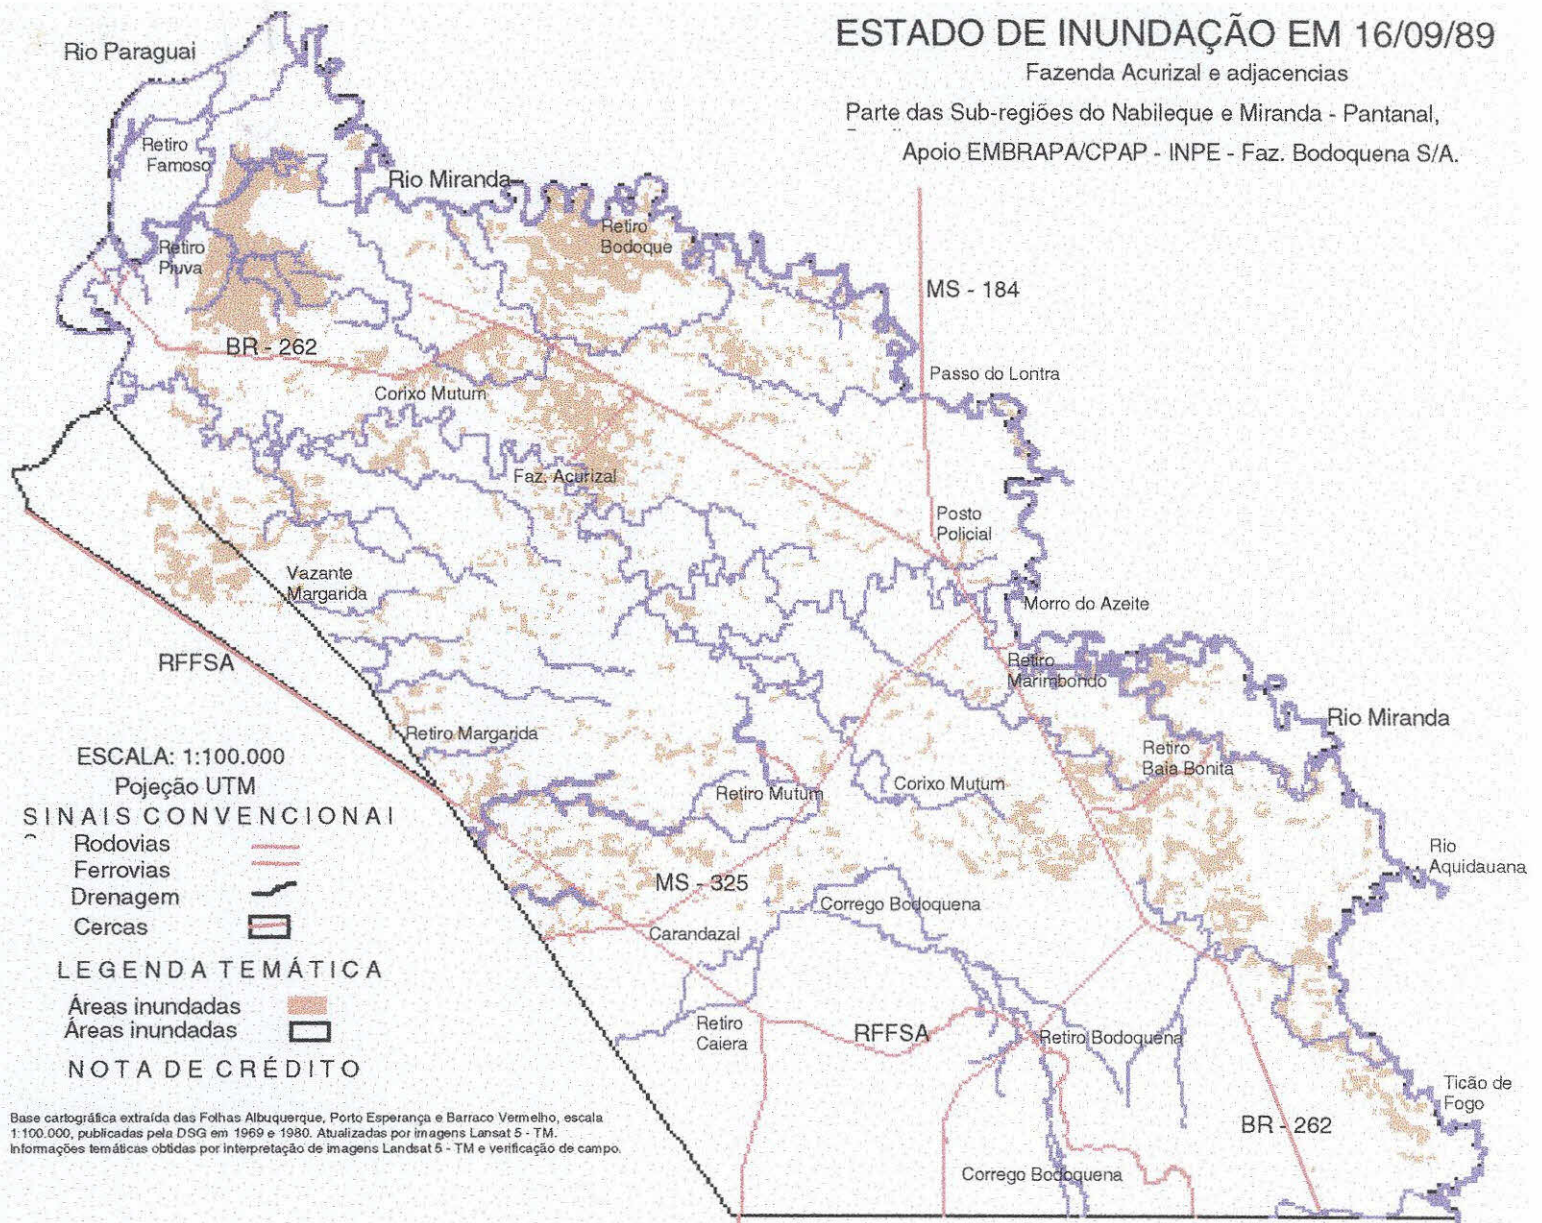 ESTADO DE INUNDAÇÃO EM 16/09/89
Fazenda Acurizal e adjacencias
Parte das Sub-regiões do Nabileque e Miranda - Pantanal,
Apoio EMBRAPA/CPAP - INPE - Faz. Bodoquena S/A.
Rio Paraguai
Retiro
Famoso
Rio Miranda
Retiro
Bodoque
Retiro
Piuva
MS - 184
BR - 262
Passo do Lontra
Corixo Mutum
Faz. Acurizal
Posto
Policial
Vazante
Margarida
Morro do Azeite
RFFSA
Retiro
Marimbondo
Rio Miranda
Retiro Margarida
Retiro
Baia Bonita
Retiro Mutum
Corixo Mutum
Rio
Aquidauana
MS - 325
Corrego Bodoquena
Carandazal
Retiro
Caiera
RFFSA
Retiro Bodoquena
Ticão de
Fogo
BR - 262
Corrego Bodoquena
ESCALA: 1:100.000
Pojeção UTM
SINAIS CONVENCIONAI
Rodovias
Ferrovias
Drenagem
Cercas
LEGENDA TEMÁTICA
Áreas inundadas
Áreas inundadas
NOTA DE CRÉDITO
Base cartográfica extraída das Folhas Albuquerque, Porto Esperança e Barraco Vermelho, escala
1:100.000, publicadas pela DSG em 1969 e 1980. Atualizadas por imagens Lansat 5 - TM.
Informações temáticas obtidas por interpretação de imagens Landsat 5 - TM e verificação de campo.